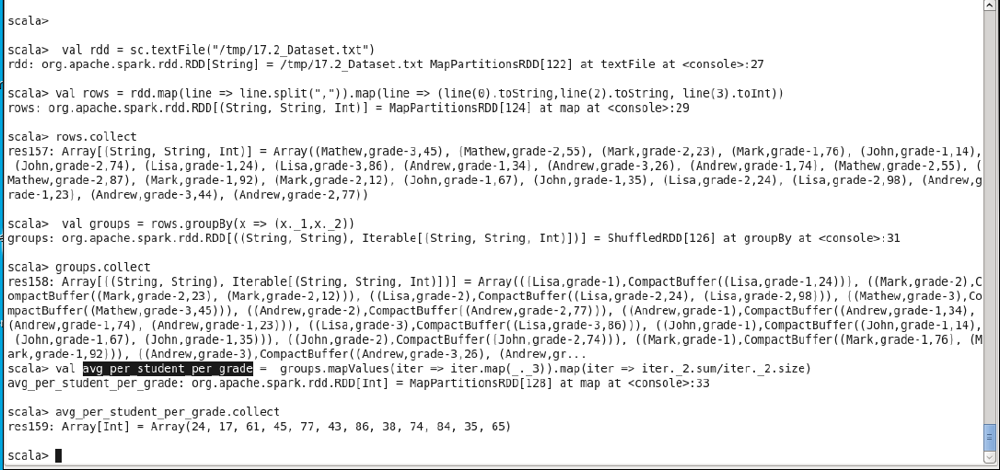 scala>
scala>  val rdd = sc.textFile("/tmp/17.2_Dataset.txt")
rdd: org.apache.spark.rdd.RDD[String] = /tmp/17.2_Dataset.txt MapPartitionsRDD[122] at textFile at <console>:27
scala> val rows = rdd.map(line => line.split(",")).map(line => (line(0).toString,line(2).toString, line(3).toInt))
rows: org.apache.spark.rdd.RDD[(String, String, Int)] = MapPartitionsRDD[124] at map at <console>:29
scala> rows.collect
res157: Array[(String, String, Int)] = Array((Mathew,grade-3,45), (Mathew,grade-2,55), (Mark,grade-2,23), (Mark,grade-1,76), (John,grade-1,14),
 (John,grade-2,74), (Lisa,grade-1,24), (Lisa,grade-3,86), (Andrew,grade-1,34), (Andrew,grade-3,26), (Andrew,grade-1,74), (Mathew,grade-2,55), (
Mathew,grade-2,87), (Mark,grade-1,92), (Mark,grade-2,12), (John,grade-1,67), (John,grade-1,35), (Lisa,grade-2,24), (Lisa,grade-2,98), (Andrew,g
rade-1,23), (Andrew,grade-3,44), (Andrew,grade-2,77))
scala>  val groups = rows.groupBy(x => (x._1,x._2))
groups: org.apache.spark.rdd.RDD[((String, String), Iterable[(String, String, Int)])] = ShuffledRDD[126] at groupBy at <console>:31
scala> groups.collect
res158: Array[((String, String), Iterable[(String, String, Int)])] = Array(((Lisa,grade-1),CompactBuffer((Lisa,grade-1,24))), ((Mark,grade-2),C
ompactBuffer((Mark,grade-2,23), (Mark,grade-2,12))), ((Lisa,grade-2),CompactBuffer((Lisa,grade-2,24), (Lisa,grade-2,98))), ((Mathew,grade-3),Co
mpactBuffer((Mathew,grade-3,45))), ((Andrew,grade-2),CompactBuffer((Andrew,grade-2,77))), ((Andrew,grade-1),CompactBuffer((Andrew,grade-1,34),
(Andrew,grade-1,74), (Andrew,grade-1,23))), ((Lisa,grade-3),CompactBuffer((Lisa,grade-3,86))), ((John,grade-1),CompactBuffer((John,grade-1,14),
 (John,grade-1,67), (John,grade-1,35))), ((John,grade-2),CompactBuffer((John,grade-2,74))), ((Mark,grade-1),CompactBuffer((Mark,grade-1,76), (M
ark,grade-1,92))), ((Andrew,grade-3),CompactBuffer((Andrew,grade-3,26), (Andrew,gr...
scala> val avg_per_student_per_grade =  groups.mapValues(iter => iter.map(_._3)).map(iter => iter._2.sum/iter._2.size)
avg_per_student_per_grade: org.apache.spark.rdd.RDD[Int] = MapPartitionsRDD[128] at map at <console>:33
scala> avg_per_student_per_grade.collect
res159: Array[Int] = Array(24, 17, 61, 45, 77, 43, 86, 38, 74, 84, 35, 65)
scala>